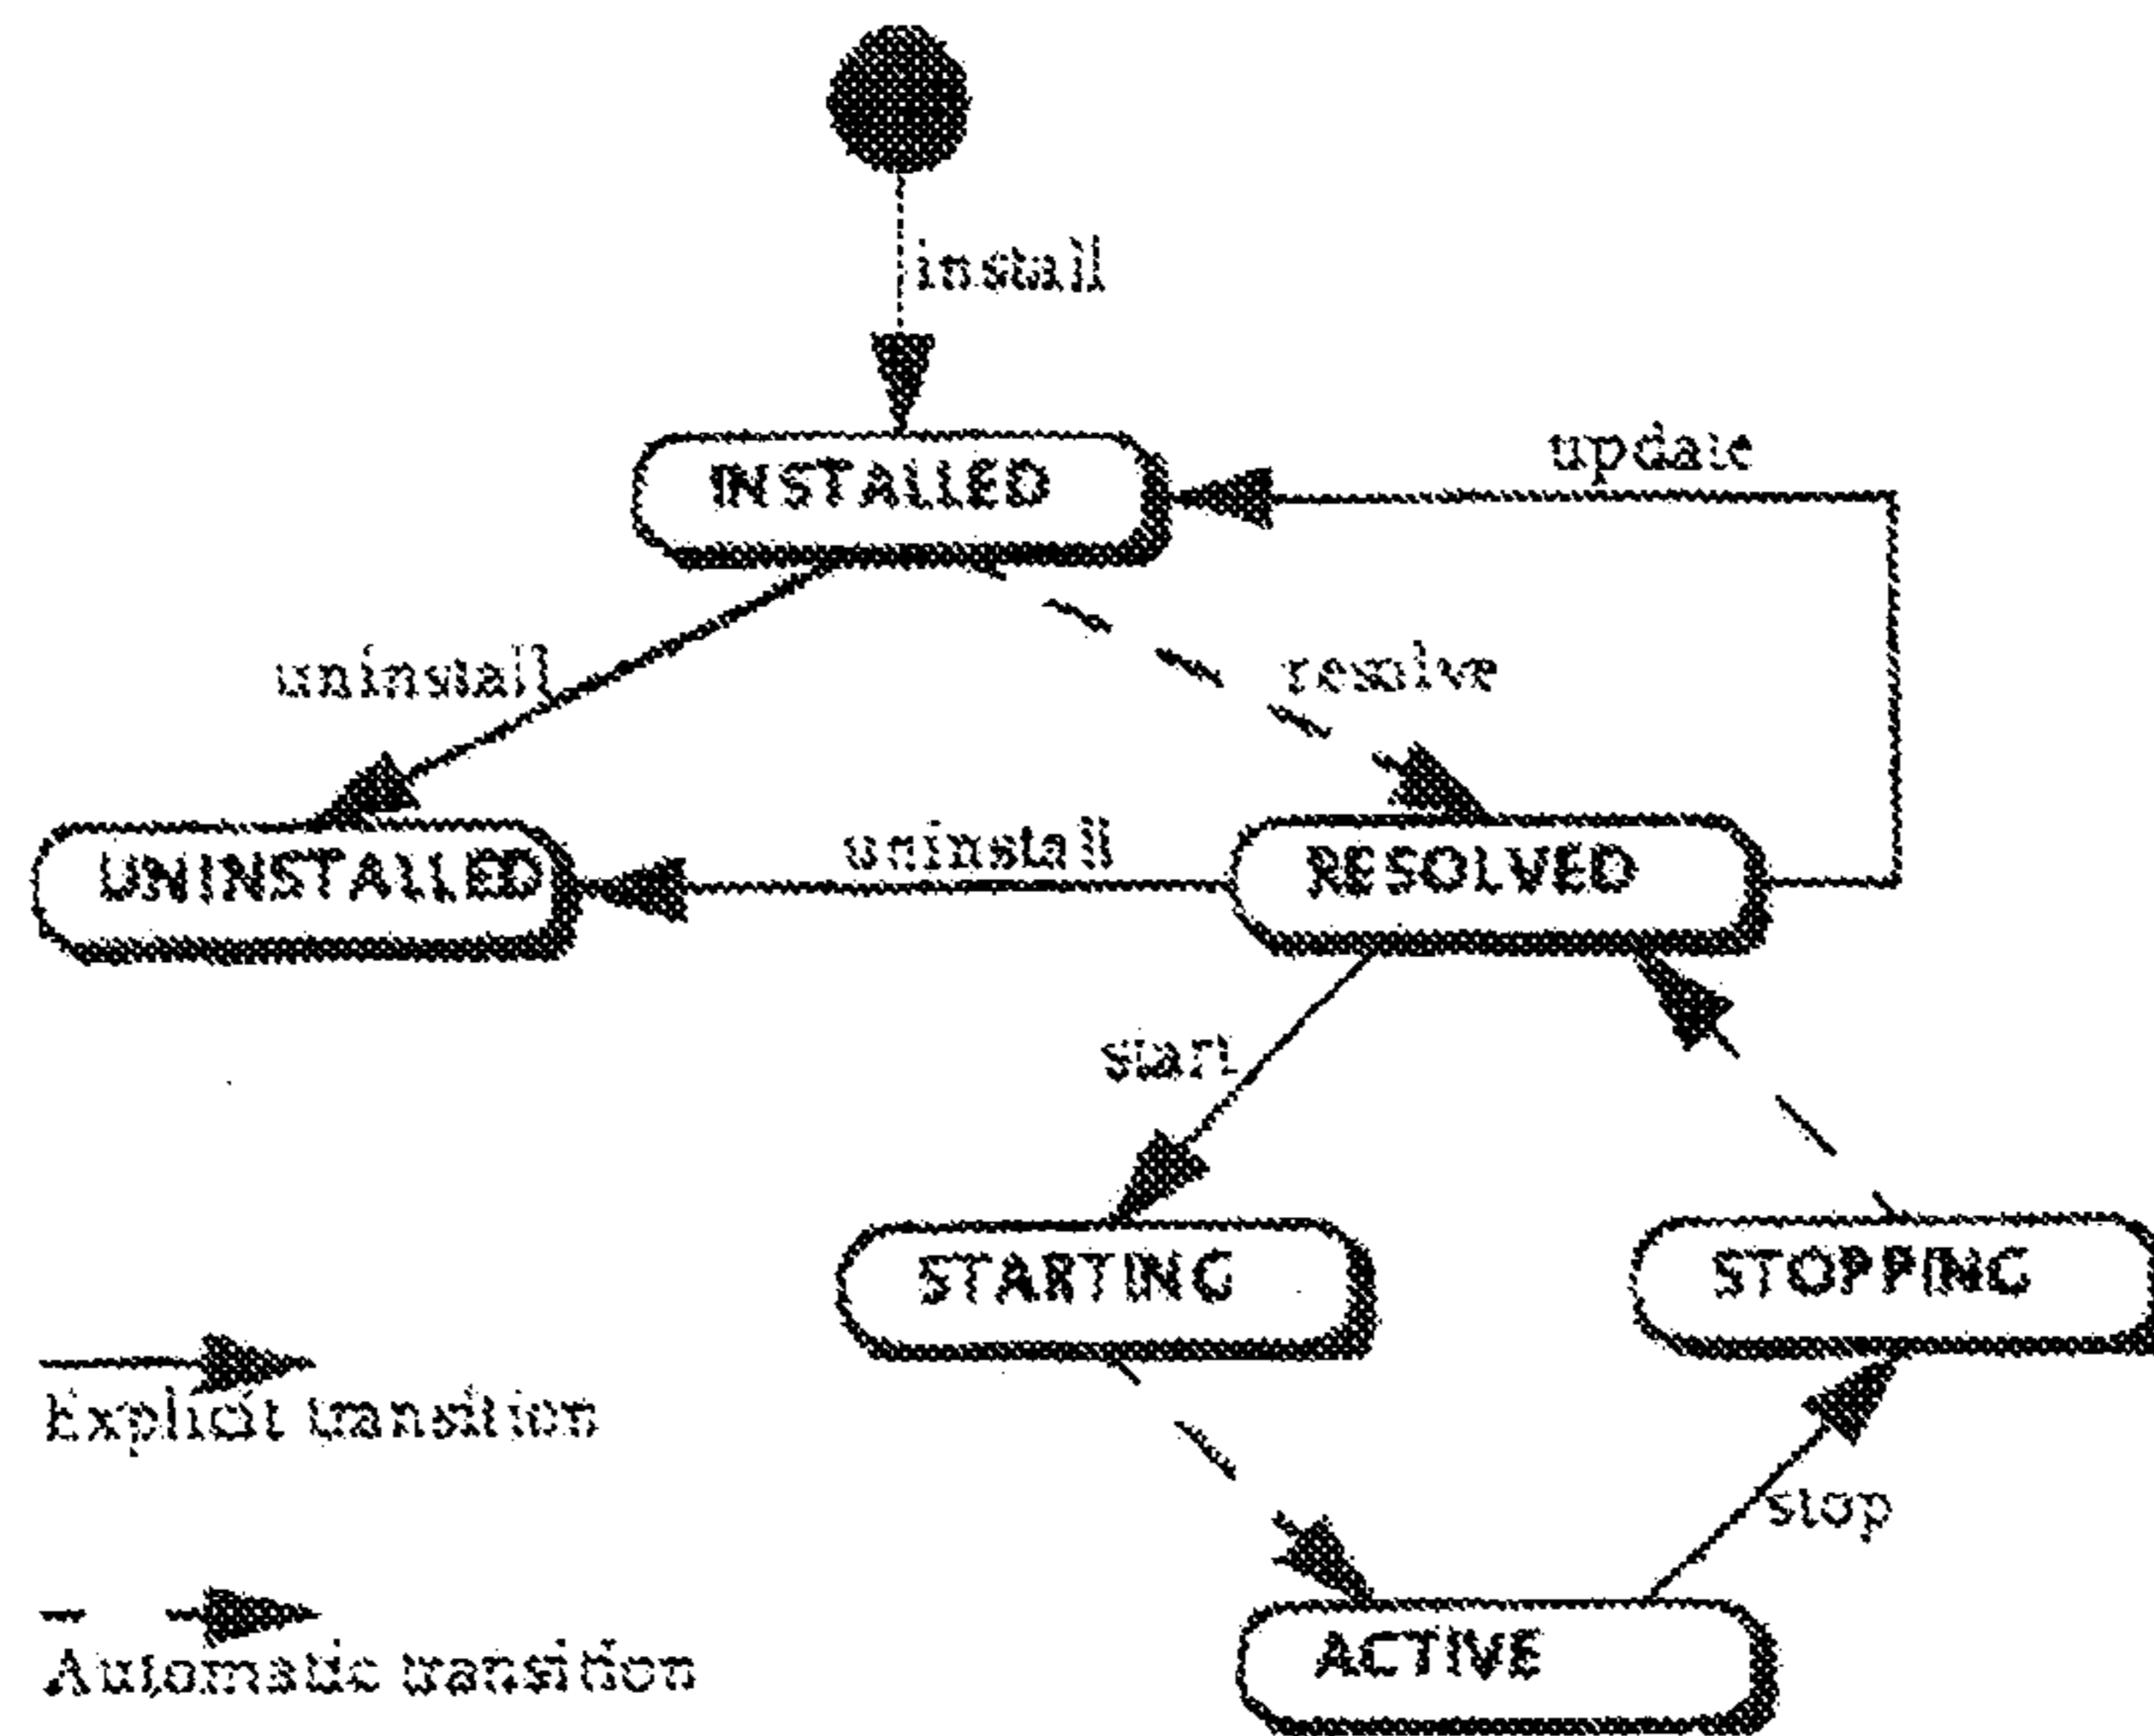 install
INSTALLED
update
uninstall
resolve
UNINSTALLED
uninstall
RESOLVED
start
STARTING
STOPPING
Explicit transition
stop
Automatic transition
ACTIVE